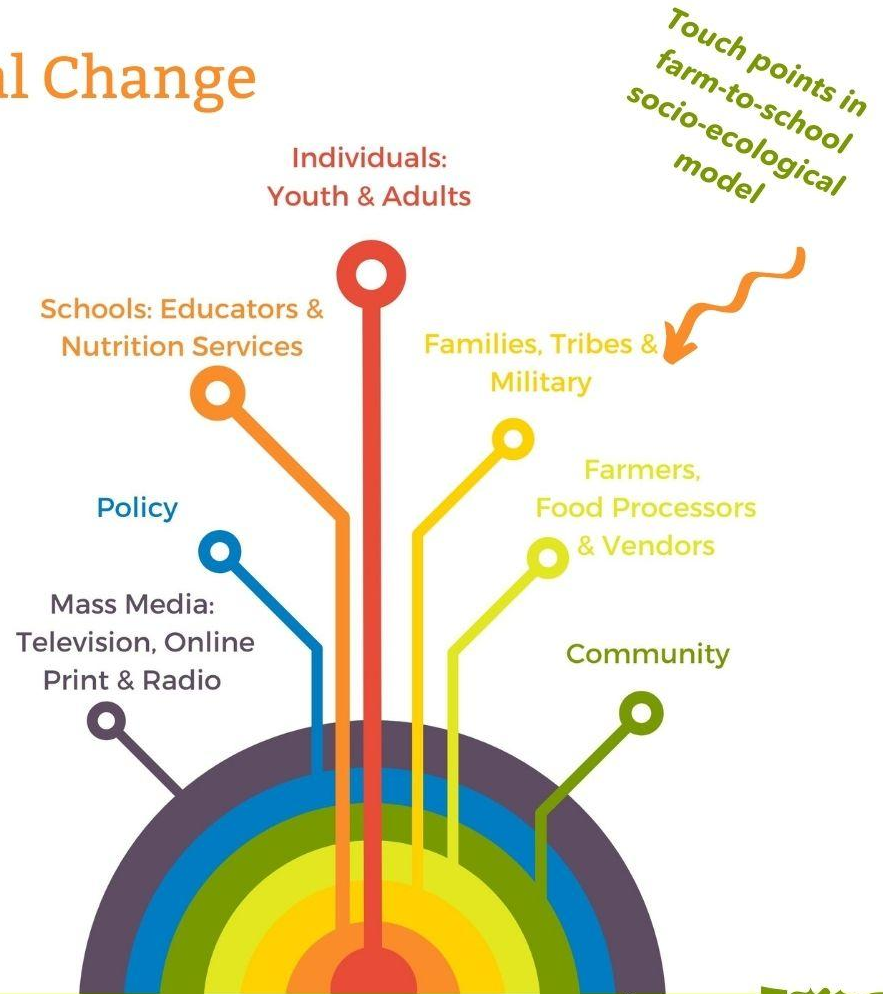 al Change
Touch points in
farm-to-school
socio-ecological
model
Individuals:
Youth & Adults
Schools: Educators &
Nutrition Services
Families, Tribes &
Military
Farmers,
Food Processors
& Vendors
Policy
Mass Media:
Television, Online
Print & Radio
Community